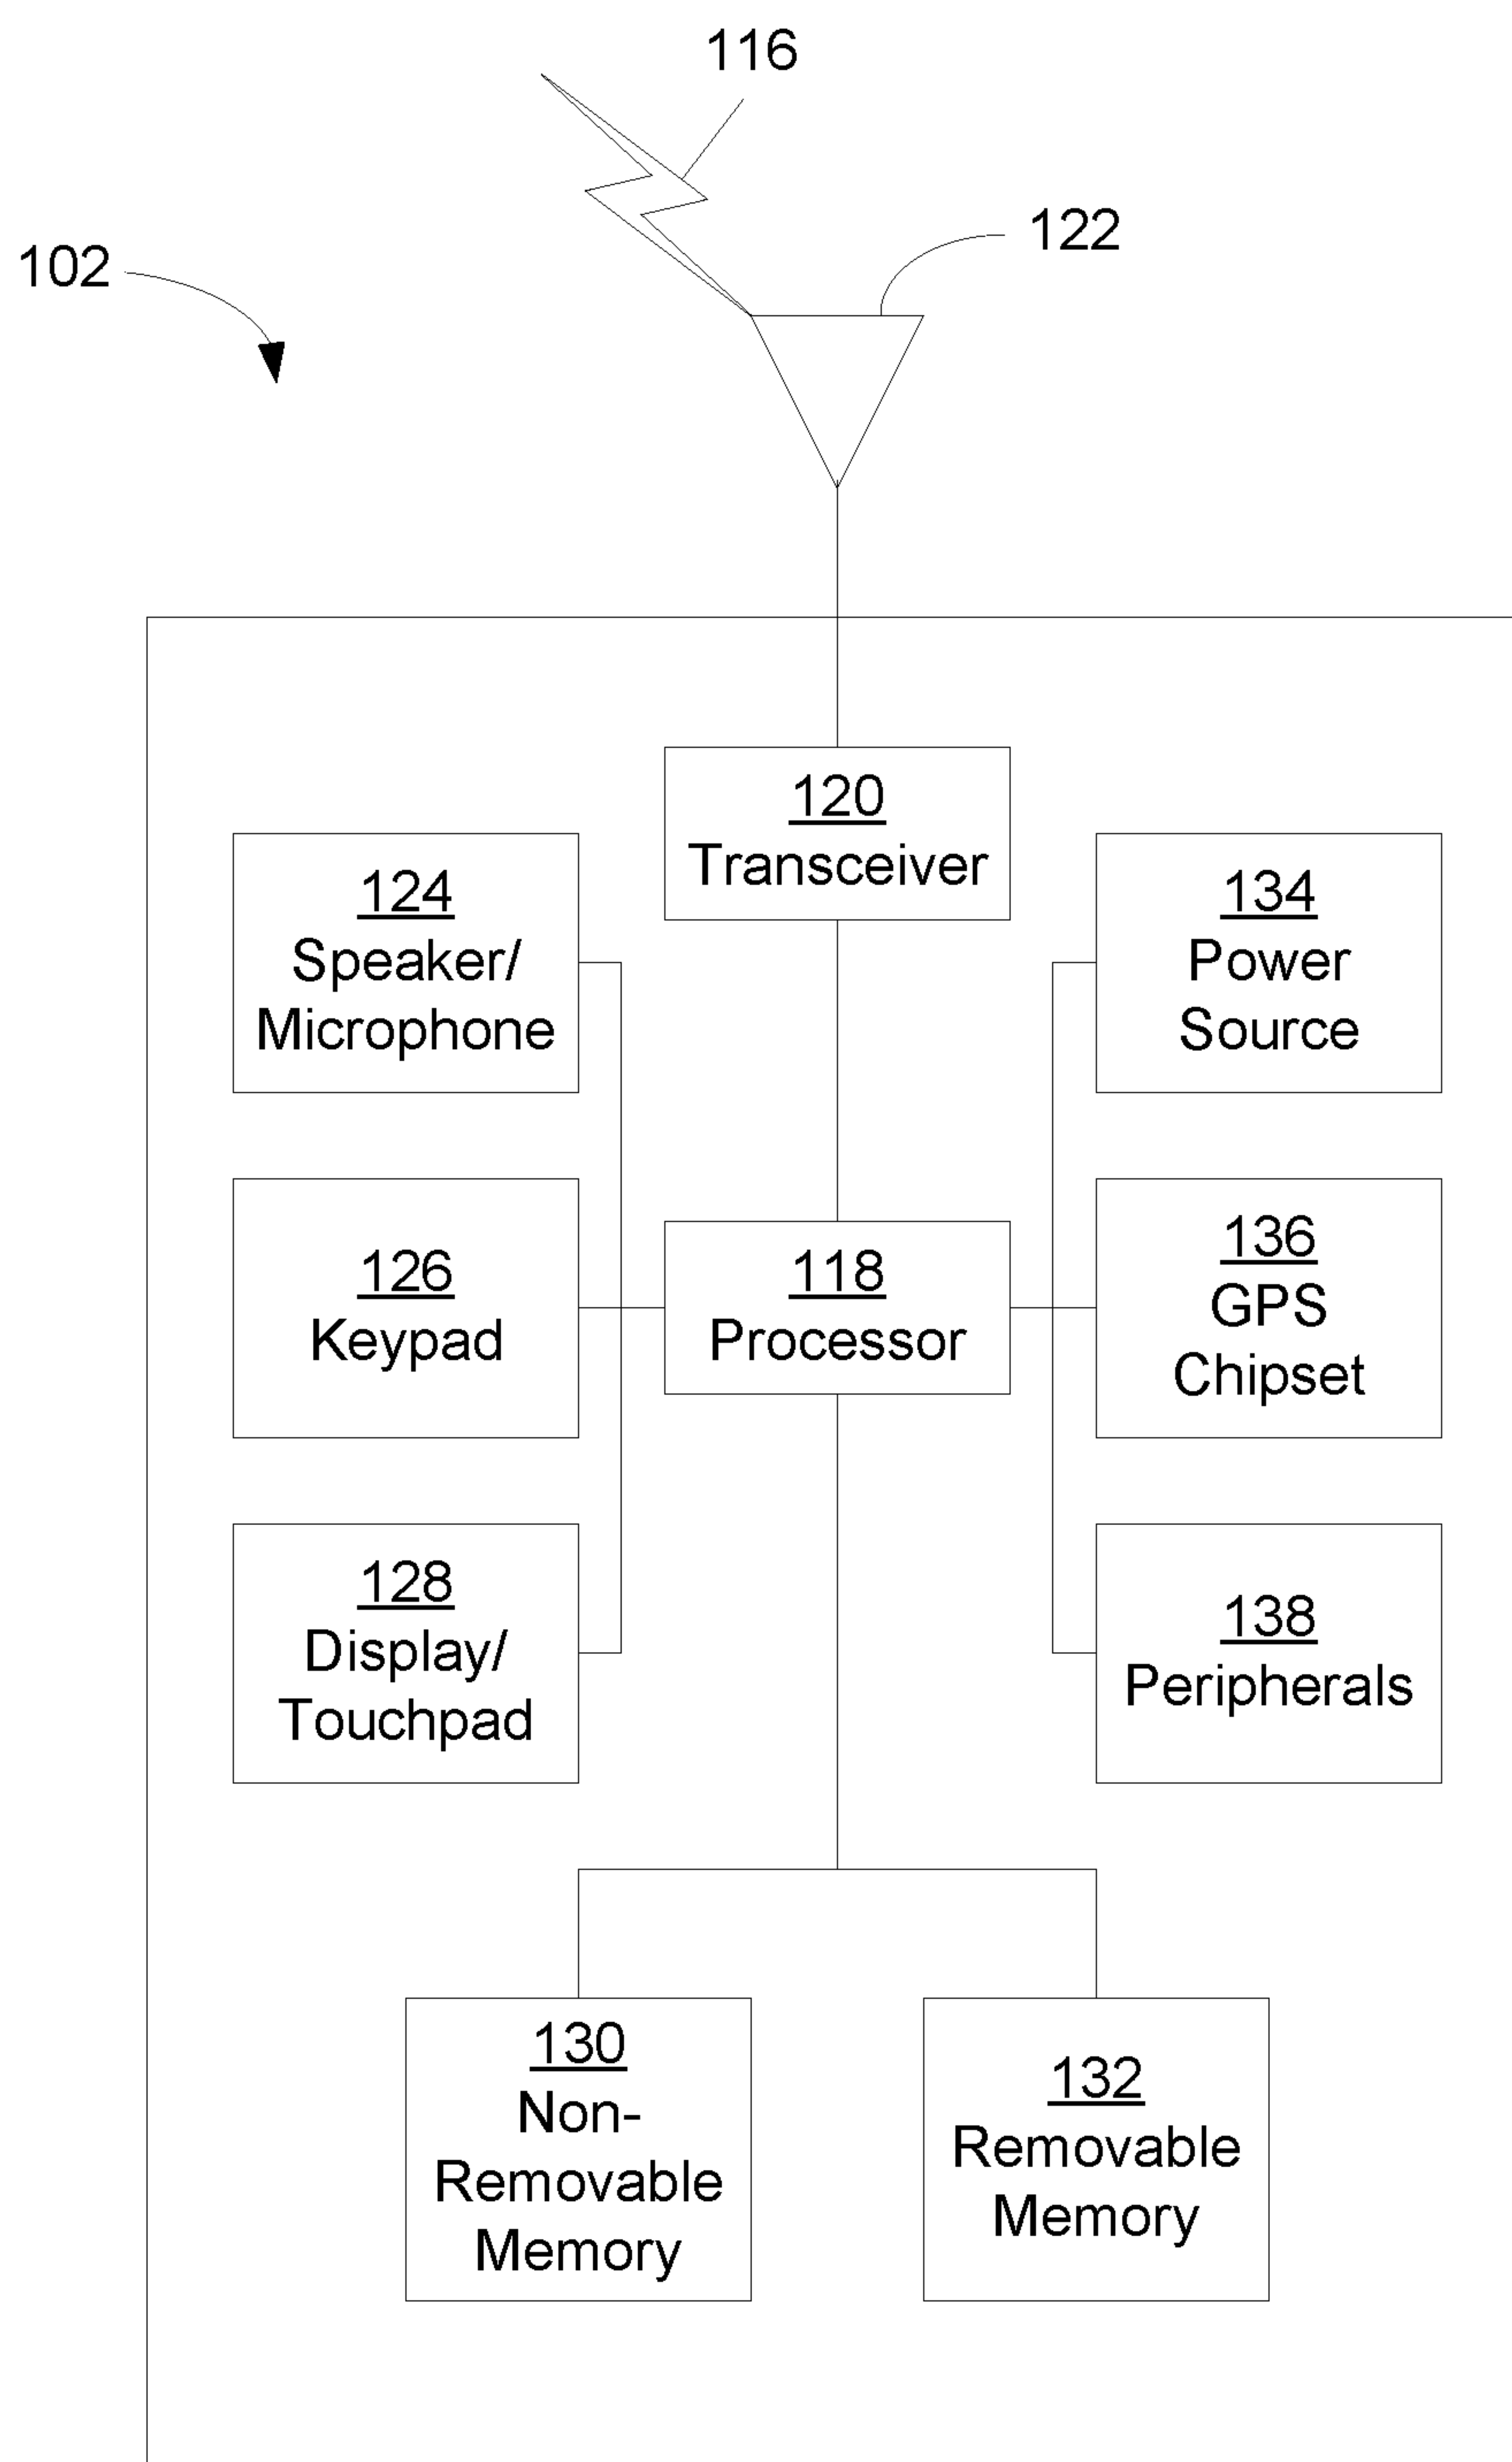 116
122
102
120
Transceiver
124
Speaker/
Microphone
134
Power
Source
126
Keypad
118
Processor
136
GPS
Chipset
128
Display/
Touchpad
138
Peripherals
130
Non-
Removable
Memory
132
Removable
Memory